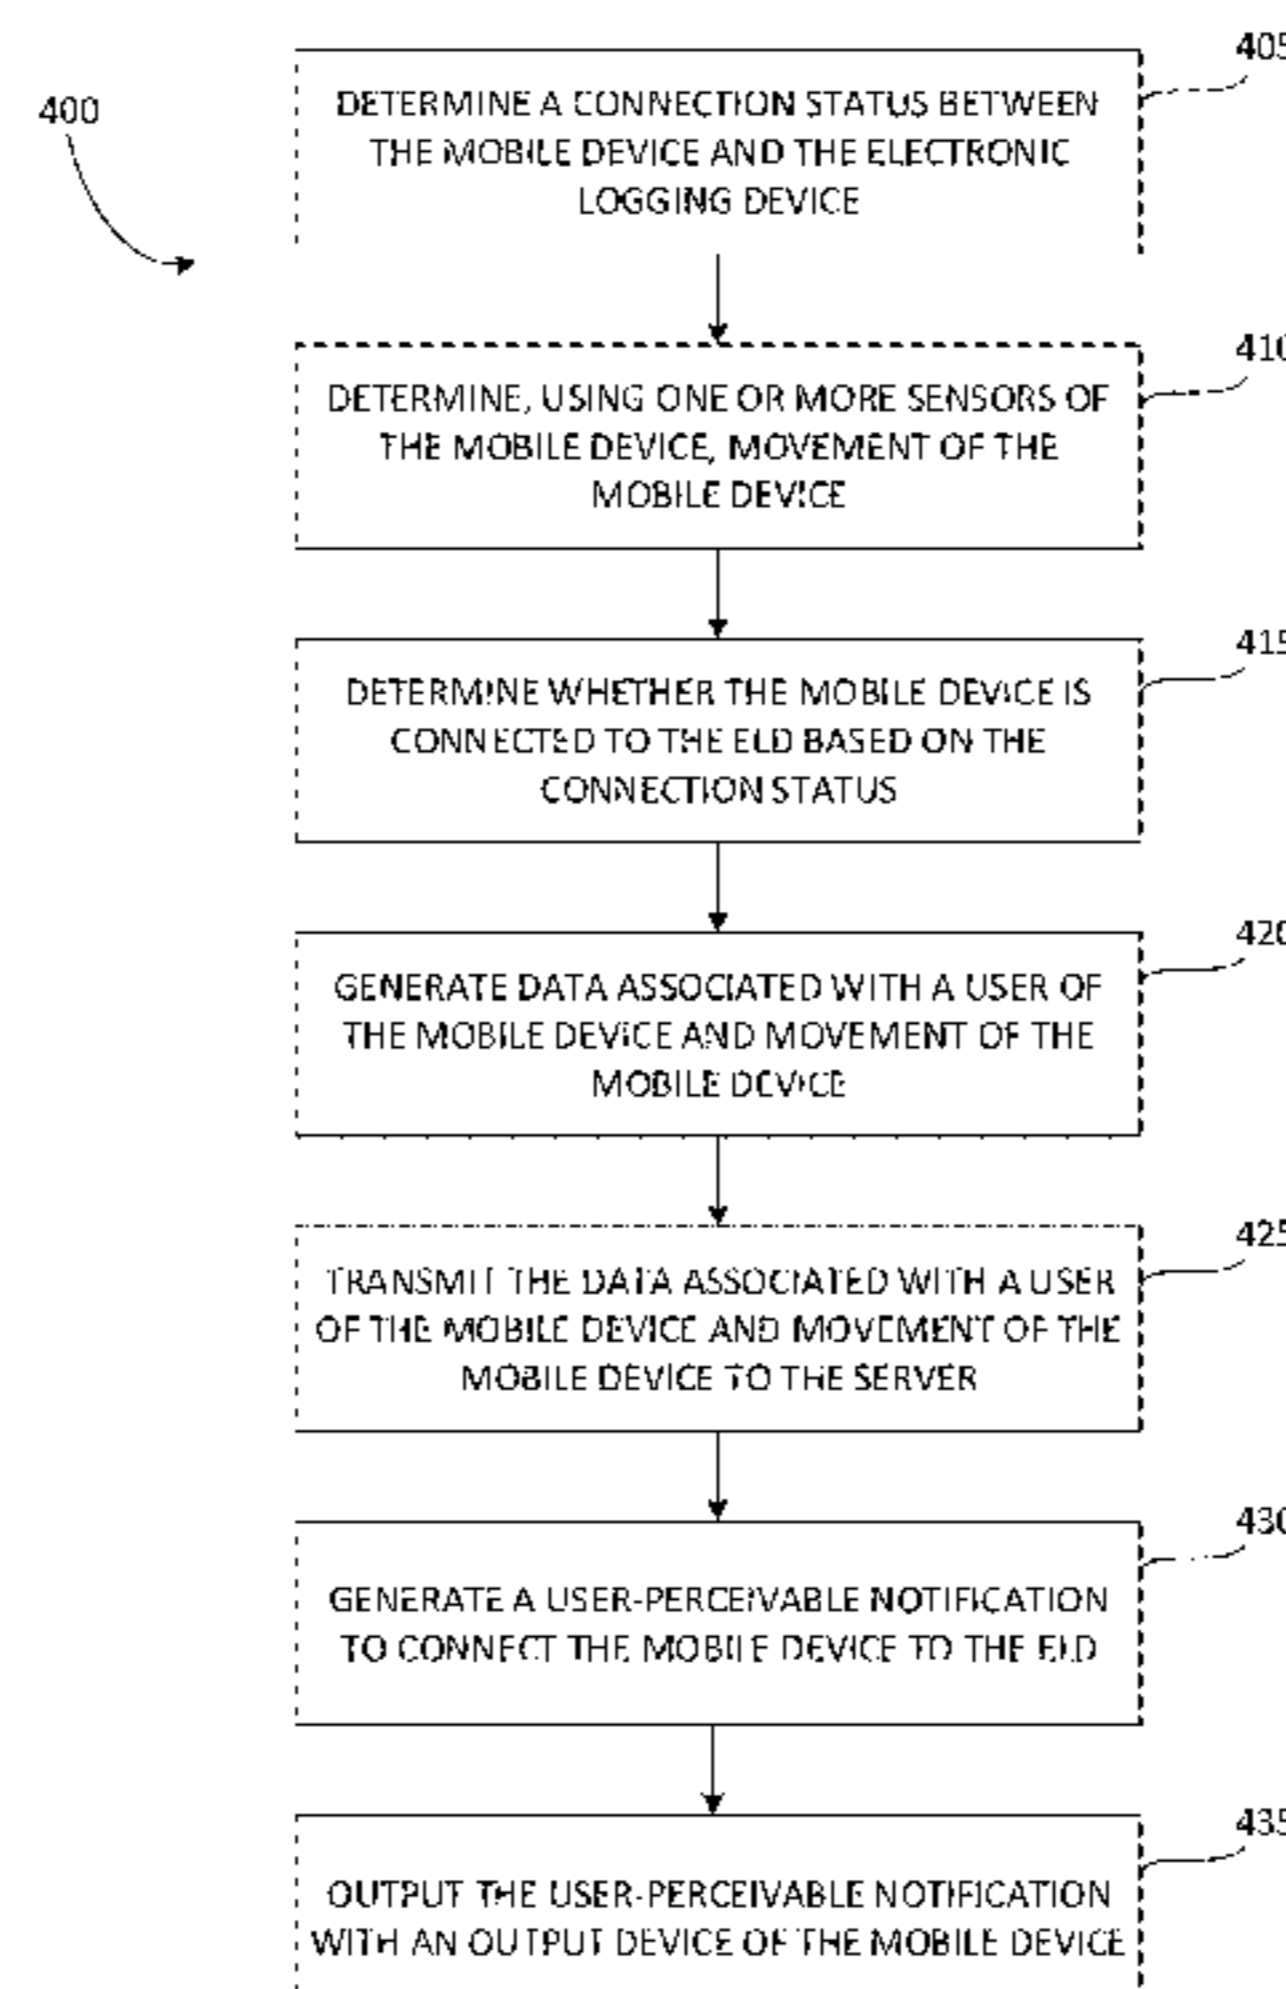 400
405
DETERMINE A CONNECTION STATUS BETWEEN
THE MOBILE DEVICE AND THE ELECTRONIC
LOGGING DEVICE
410
DETERMINE, USING ONE OR MORE SENSORS OF
THE MOBILE DEVICE, MOVEMENT OF THE
MOBILE DEVICE
415
DETERMINE WHETHER THE MOBILE DEVICE IS
CONNECTED TO THE ELD BASED ON THE
CONNECTION STATUS
420
GENERATE DATA ASSOCIATED WITH A USER OF
THE MOBILE DEVICE AND MOVEMENT OF THE
MOBILE DEVICE
425
TRANSMIT THE DATA ASSOCIATED WITH A USER
OF THE MOBILE DEVICE AND MOVEMENT OF THE
MOBILE DEVICE TO THE SERVER
430
GENERATE A USER-PERCEIVABLE NOTIFICATION
TO CONNECT THE MOBILE DEVICE TO THE ELD
435
OUTPUT THE USER-PERCEIVABLE NOTIFICATION
WITH AN OUTPUT DEVICE OF THE MOBILE DEVICE